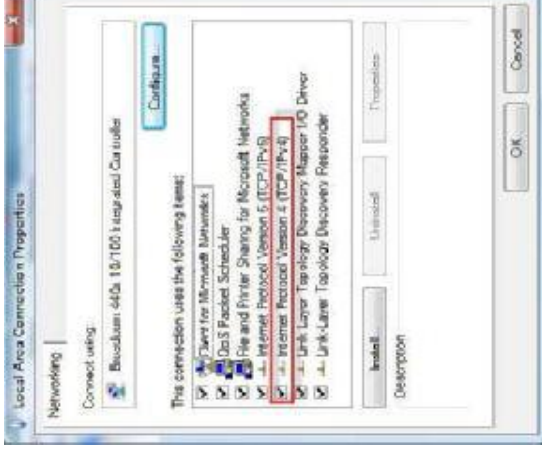 Local Area Connection Properties
Networking
Connect using:
Broadcom 440x 10/100 Integrated Controller
Configure...
This connection uses the following items:
Client for Microsoft Networks
QoS Packet Scheduler
File and Printer Sharing for Microsoft Networks
Internet Protocol Version 6 (TCP/IPv6)
Internet Protocol Version 4 (TCP/IPv4)
Link-Layer Topology Discovery Mapper I/O Driver
Link-Layer Topology Discovery Responder
Install...
Uninstall
Properties
Description
OK
Cancel